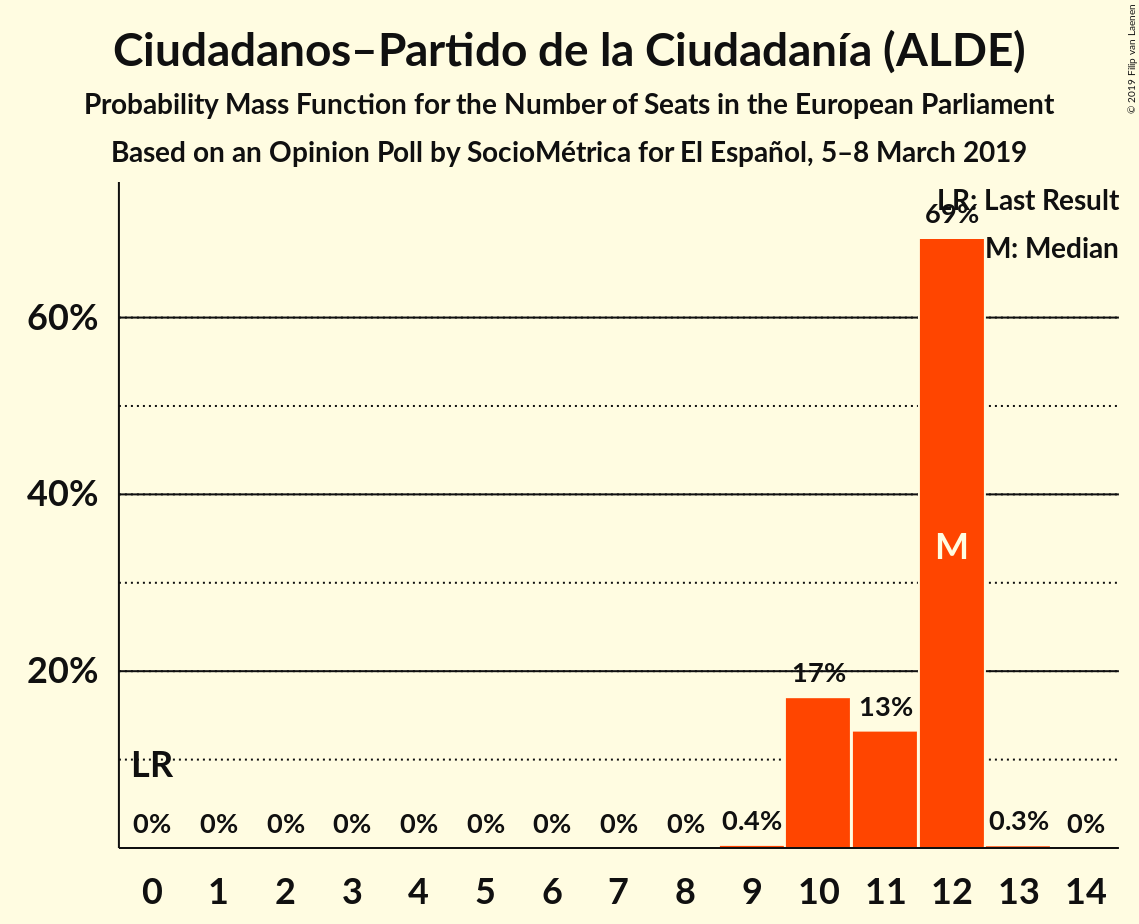 Ciudadanos–Partido de la Ciudadanía (ALDE)
Probability Mass Function for the Number of Seats in the European Parliament
Based on an Opinion Poll by SocioMétrica for El Español, 5–8 March 2019
© 2019 Filip van Laenen
LR: Last Result
M: Median
69%
60%
40%
M
20%
17%
13%
LR
0% 0% 0% 0% 0% 0% 0% 0% 0% 0.4% 0.3% 0%
0 1 2 3 4 5 6 7 8 9 10 11 12 13 14